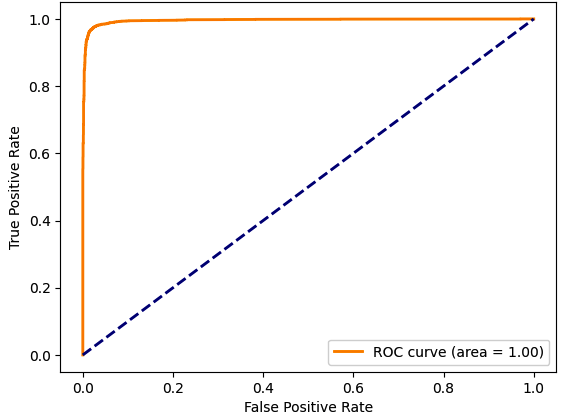 1.0
0.8
0.6
0.4
0.2
0.0
True Positive Rate
ROC curve (area = 1.00)
0.0 0.2 0.4 0.6 0.8 1.0
False Positive Rate